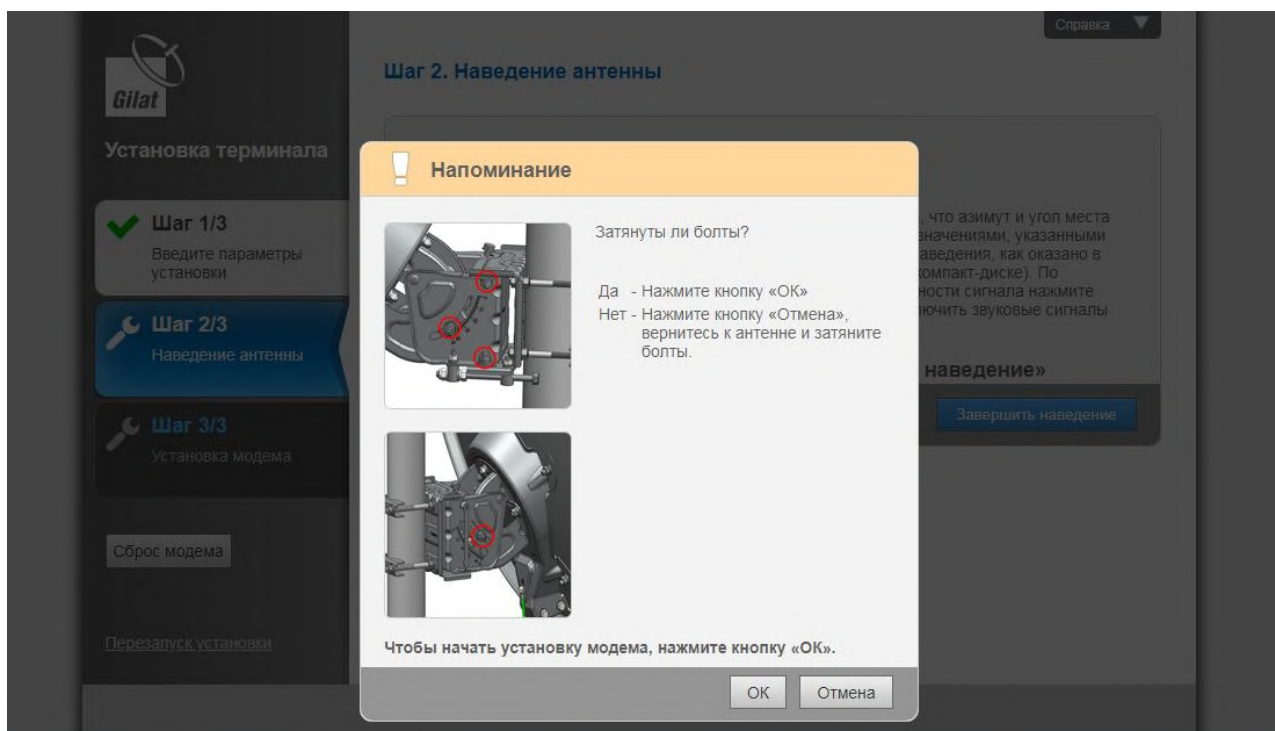 Справка
Gilat
Шаг 2. Наведение антенны
Установка терминала
Напоминание
Шаг 1/3
Введите параметры
установки
Шаг 2/3
Наведение антенны
Шаг 3/3
Установка модема
Сброс модема
Перезапуск установки
Затянуты ли болты?
Да - Нажмите кнопку «ОК»
Нет - Нажмите кнопку «Отмена»,
вернитесь к антенне и затяните
болты.
Чтобы начать установку модема, нажмите кнопку «ОК».
ОК
Отмена
, что азимут и угол места
значениями, указанными
аведения, как оказано в
компакт-диске). По
ности сигнала нажмите
ючить звуковые сигналы
наведение»
Завершить наведение